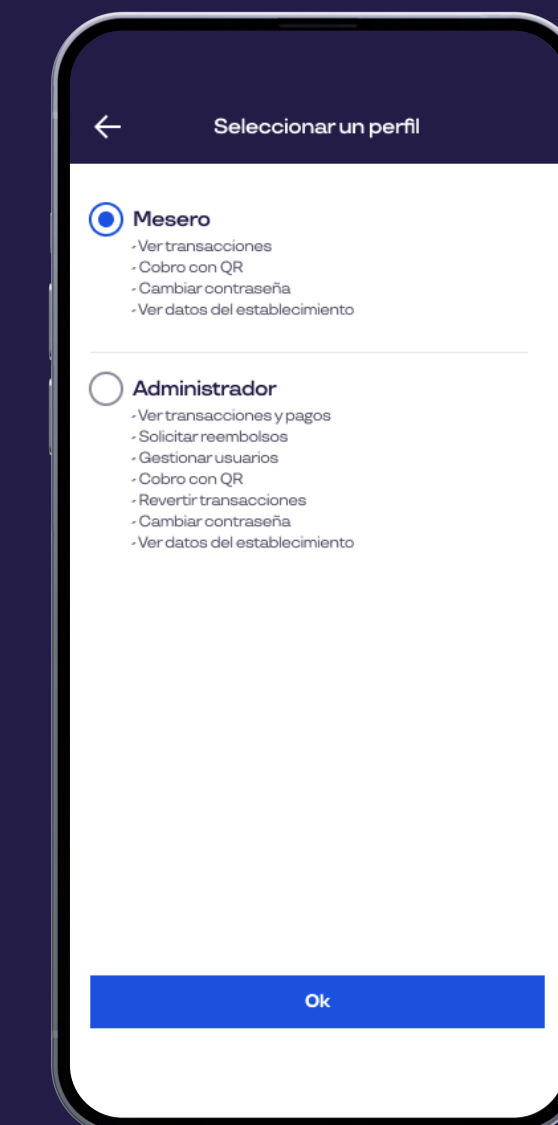 Seleccionar un perfil
Mesero
- Ver transacciones
- Cobro con QR
- Cambiar contraseña
- Ver datos del establecimiento
Administrador
- Ver transacciones y pagos
- Solicitar reembolsos
- Gestionar usuarios
- Cobro con QR
- Revertir transacciones
- Cambiar contraseña
- Ver datos del establecimiento
Ok